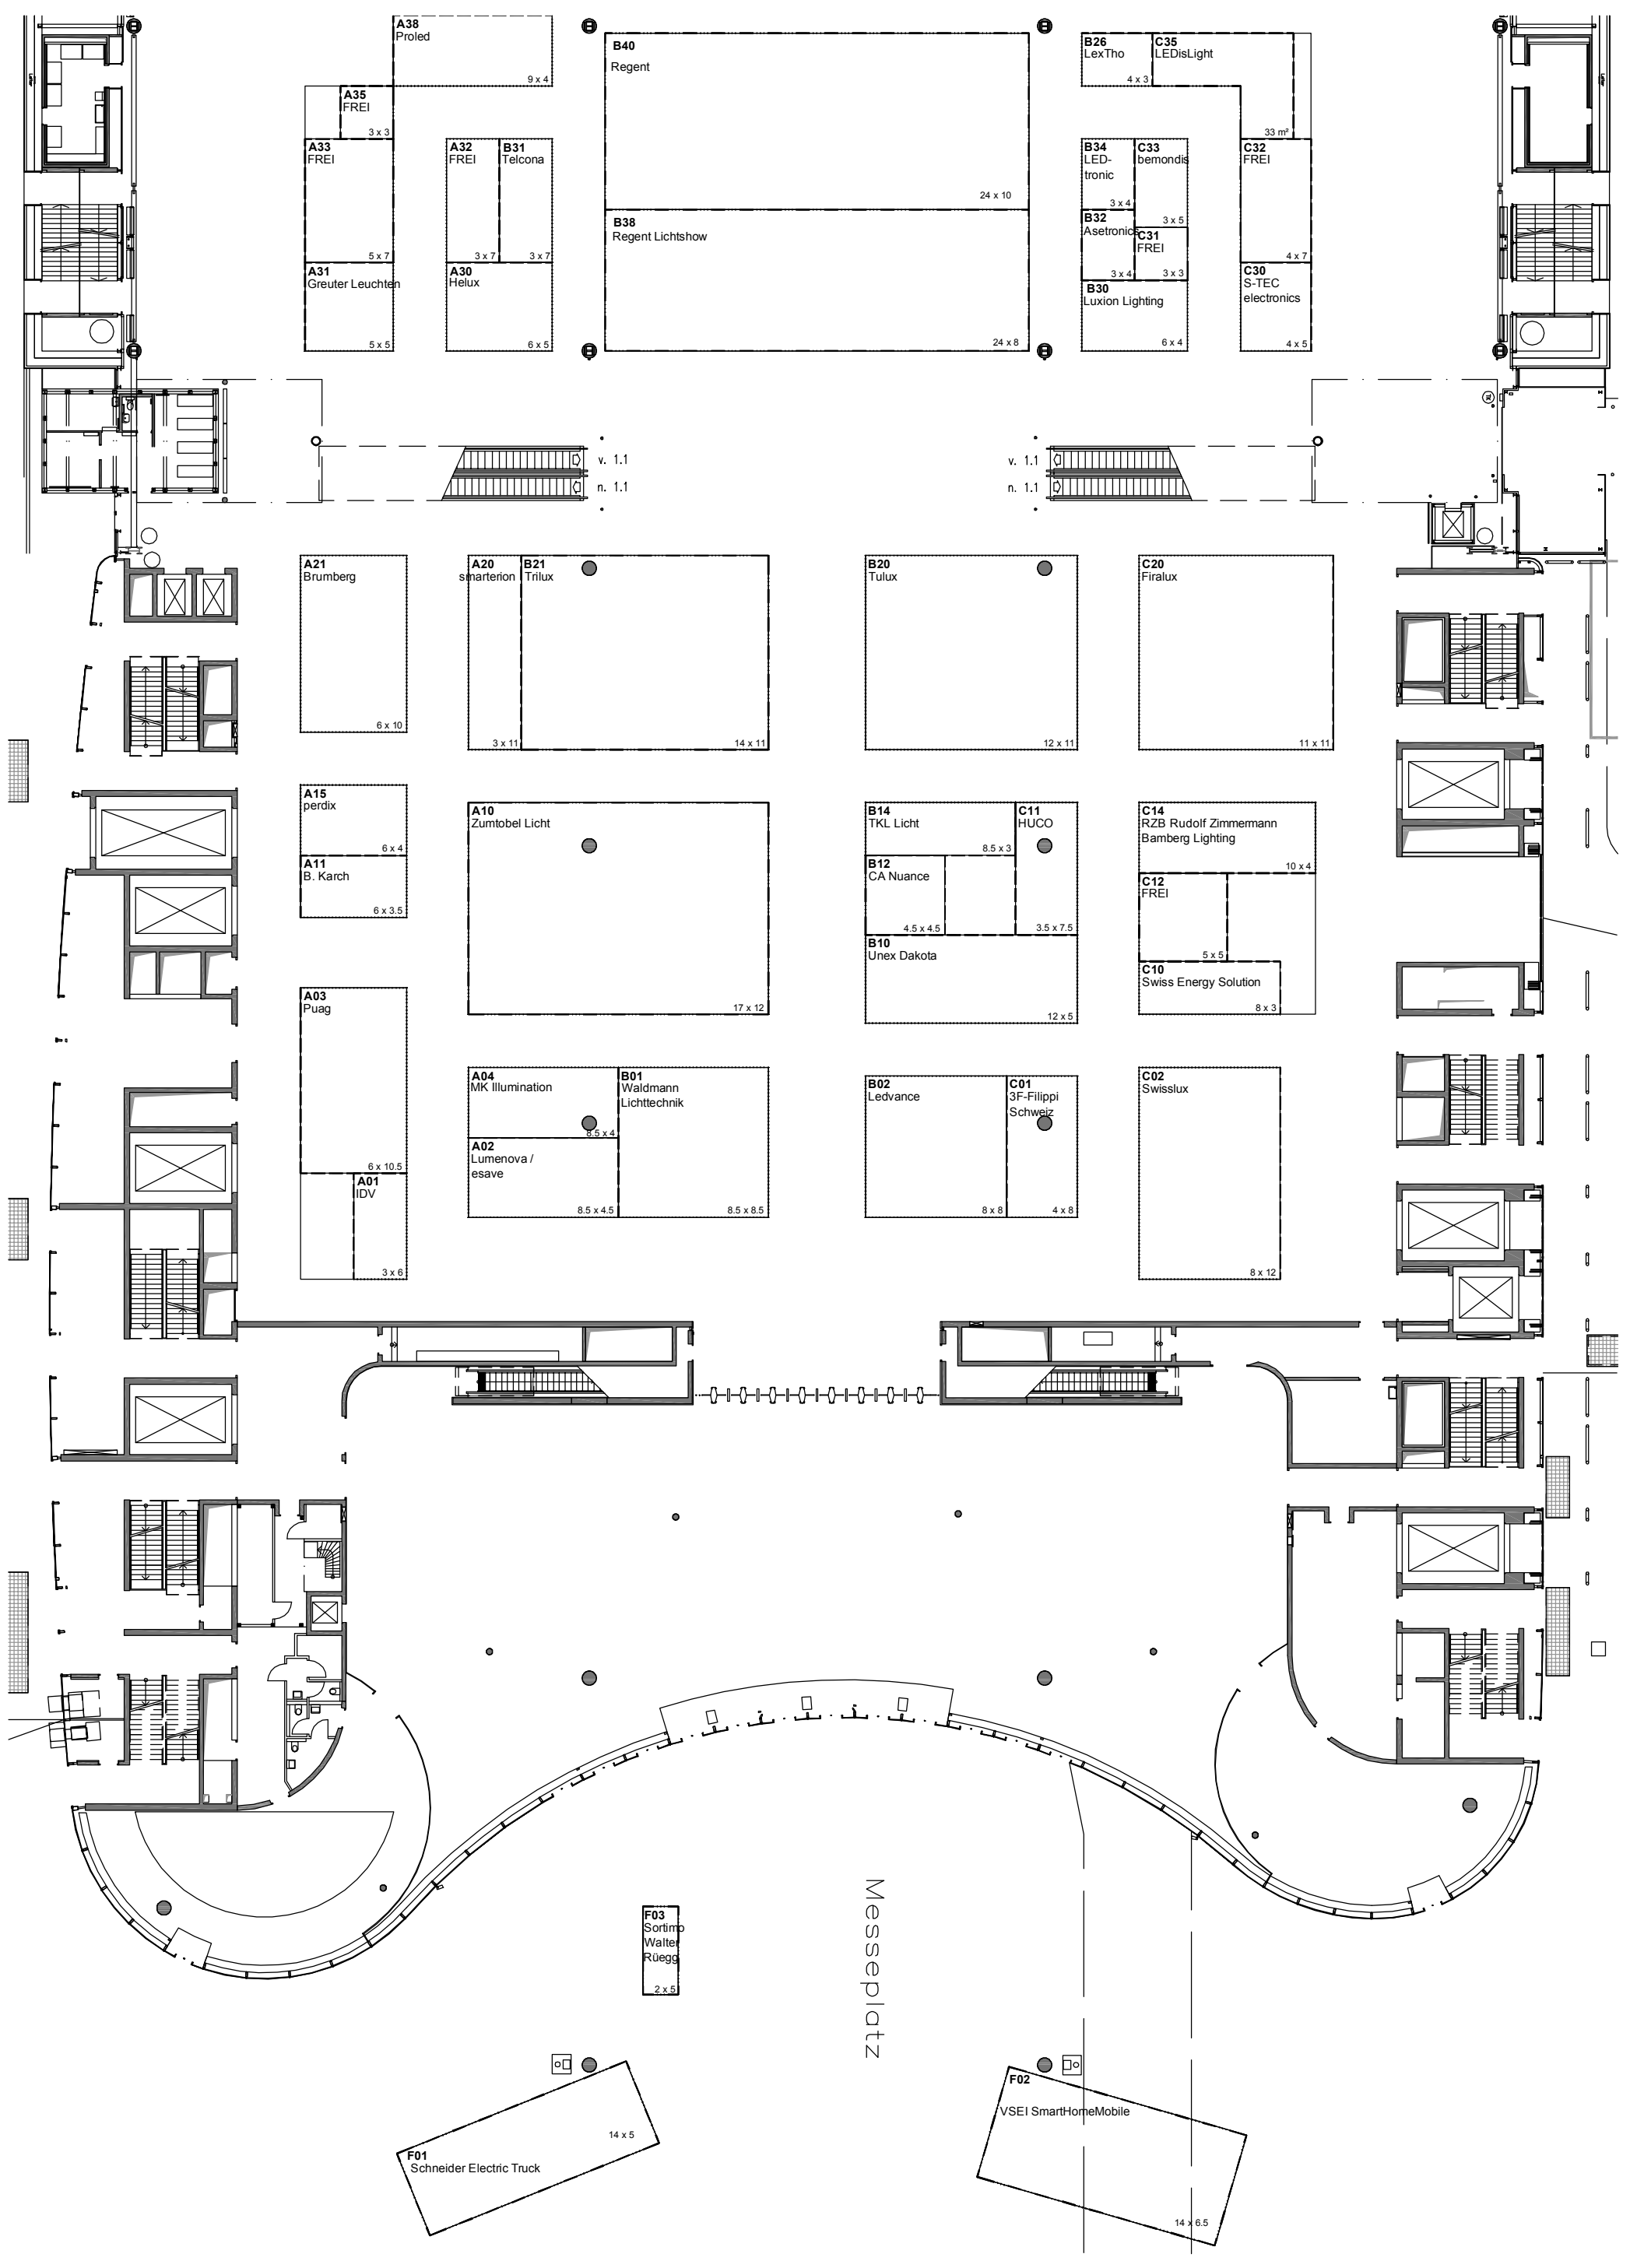 A38
Proled
9 x 4
A35
FREI
3 x 3
A33
FREI
5 x 7
A31
Greuter Leuchten
5 x 5
A32
FREI
3 x 7
B31
Telcona
3 x 7
A30
Helux
6 x 5
B40
Regent
24 x 10
B38
Regent Lichtshow
24 x 8
B26
LexTho
4 x 3
C35
LEDisLight
33 m²
B34
LED-
tronic
3 x 4
C33
bemondis
3 x 5
B32
Asetronics
3 x 4
C31
FREI
3 x 3
B30
Luxion Lighting
6 x 4
C32
FREI
4 x 7
C30
S-TEC
electronics
4 x 5
v. 1.1
n. 1.1
v. 1.1
n. 1.1
A21
Brumberg
6 x 10
A20
smarterion
3 x 11
B21
Trilux
14 x 11
B20
Tulux
12 x 11
C20
Firalux
11 x 11
A15
perdix
6 x 4
A11
B. Karch
6 x 3.5
A10
Zumtobel Licht
17 x 12
B14
TKL Licht
8.5 x 3
C11
HUCO
3.5 x 7.5
B12
CA Nuance
4.5 x 4.5
B10
Unex Dakota
12 x 5
C14
RZB Rudolf Zimmermann
Bamberg Lighting
10 x 4
C12
FREI
5 x 5
C10
Swiss Energy Solution
8 x 3
A03
Puag
6 x 10.5
A01
IDV
3 x 6
A04
MK Illumination
8.5 x 4
A02
Lumenova /
esave
8.5 x 4.5
B01
Waldmann
Lichttechnik
8.5 x 8.5
B02
Ledvance
8 x 8
C01
3F-Filippi
Schweiz
4 x 8
C02
Swisslux
8 x 12
Messeplatz
F03
Sortimo
Walter
Rüegg
2 x 5
F01
Schneider Electric Truck
14 x 5
F02
VSEI SmartHomeMobile
14 x 6.5